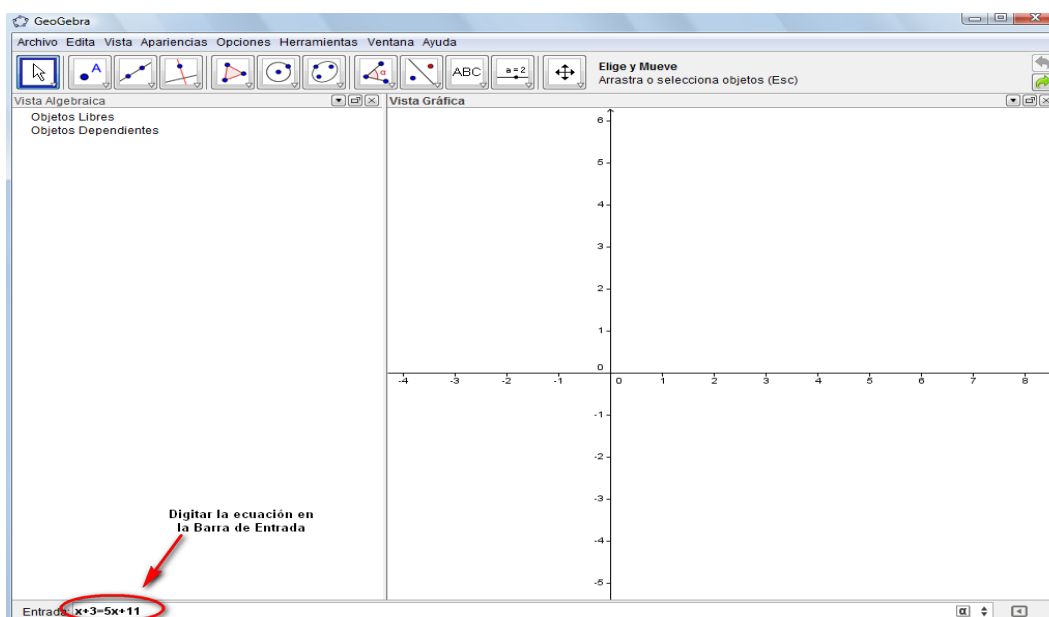 GeoGebra
Archivo Edita Vista Apariencias Opciones Herramientas Ventana Ayuda
A
α
ABC
a=2
Elige y Mueve
Arrastra o selecciona objetos (Esc)
Vista Algebraica
Vista Gráfica
Objetos Libres
Objetos Dependientes
6
5
4
3
2
1
0
-4 -3 -2 -1 0 1 2 3 4 5 6 7 8
-1
-2
-3
-4
-5
Digitar la ecuación en
la Barra de Entrada
Entrada: x+3=5x+11
α